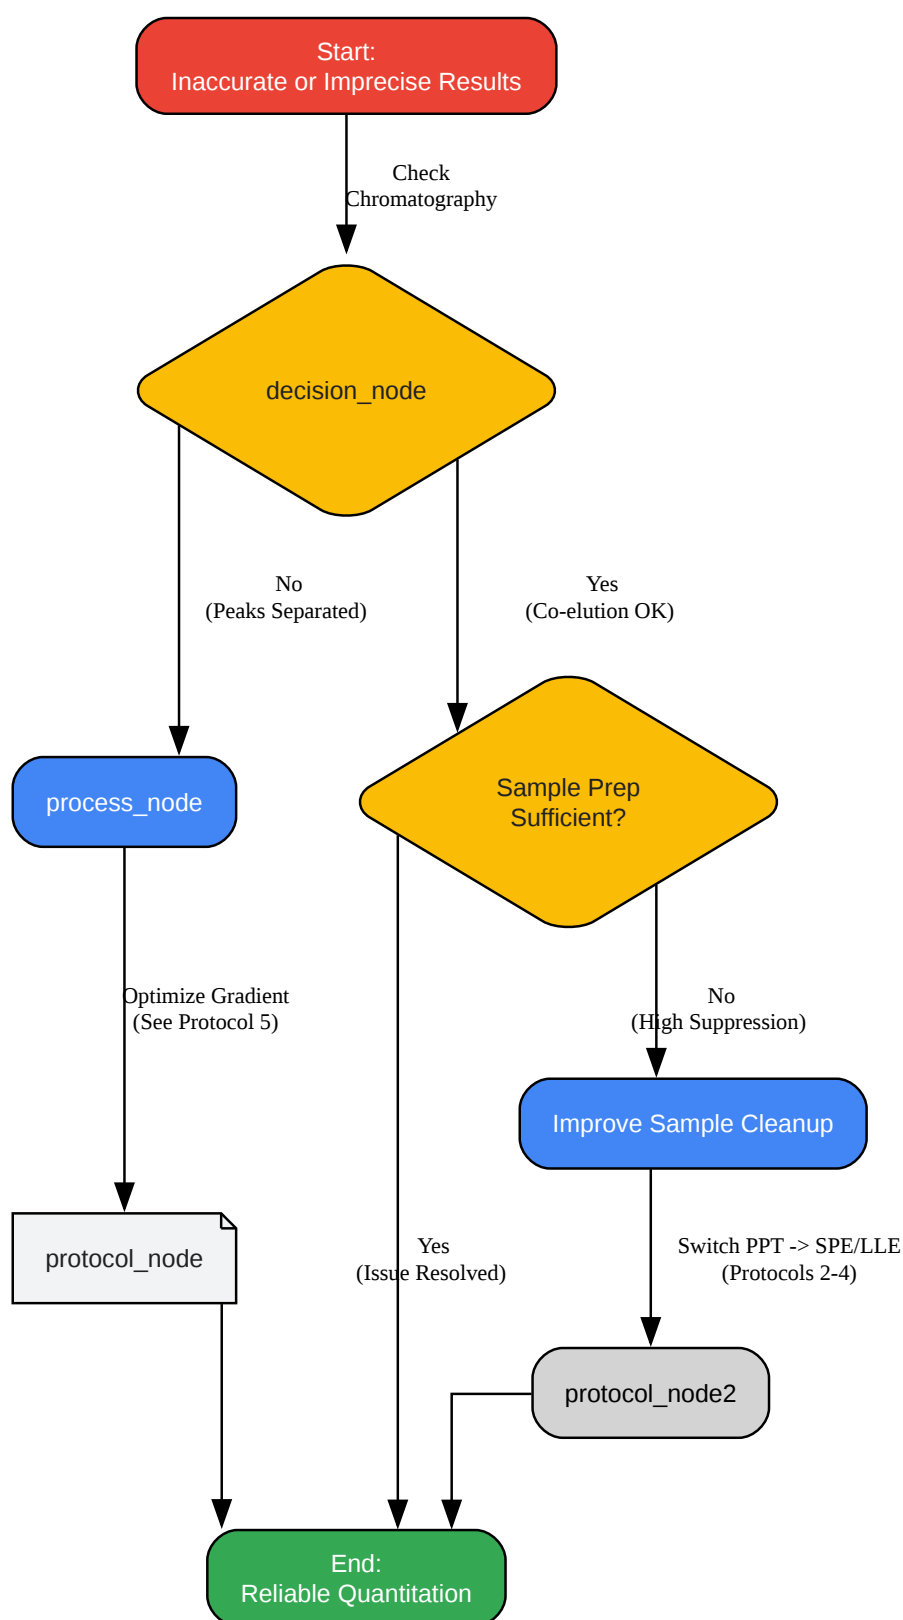 Start:
Inaccurate or Imprecise Results
Check
Chromatography
decision_node
No
(Peaks Separated)
Yes
(Co-elution OK)
process_node
Sample Prep
Sufficient?
Optimize Gradient
(See Protocol 5)
No
(High Suppression)
Improve Sample Cleanup
protocol_node
Yes
(Issue Resolved)
Switch PPT -> SPE/LLE
(Protocols 2-4)
protocol_node2
End:
Reliable Quantitation